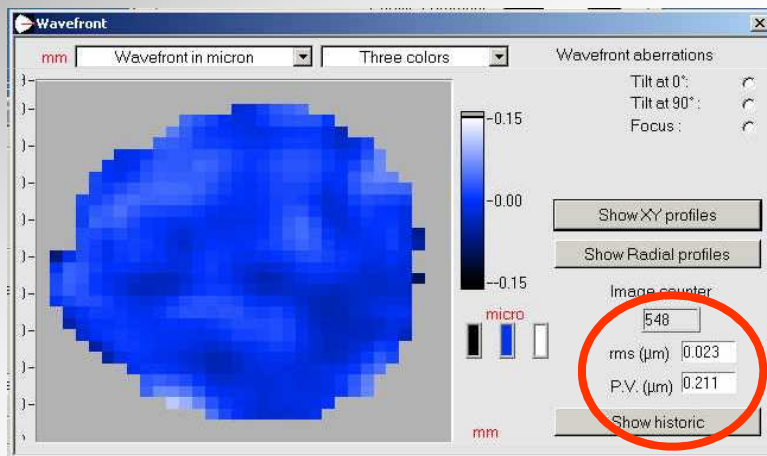 Wavefront
mm Wavefront in micron Three colors Wavefront aberrations
Tilt at 0°:
Tilt at 90°:
Focus :
-0.15
-0.00
--0.15
Show XY profiles
Show Radial profiles
Image counter
548
micro
rms (µm) 0.023
P.V. (µm) 0.211
Show historic
mm